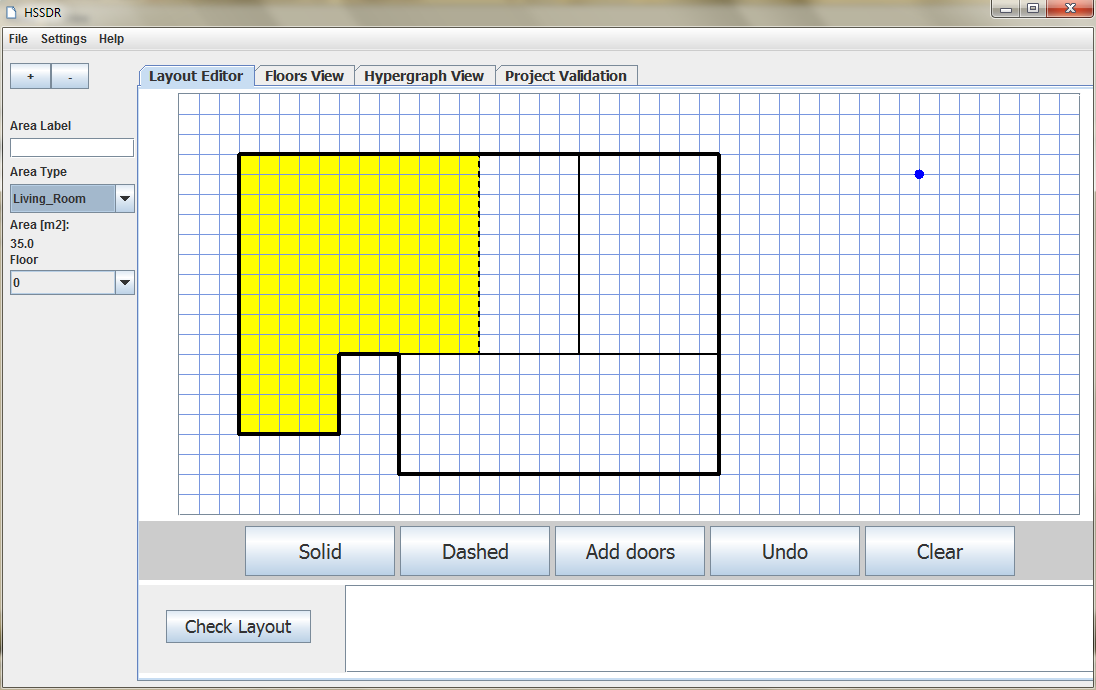 HSSDR
File Settings Help
+ -
Layout Editor Floors View Hypergraph View Project Validation
Area Label
Area Type
Living_Room
Area [m2]:
35.0
Floor
0
Solid Dashed Add doors Undo Clear
Check Layout